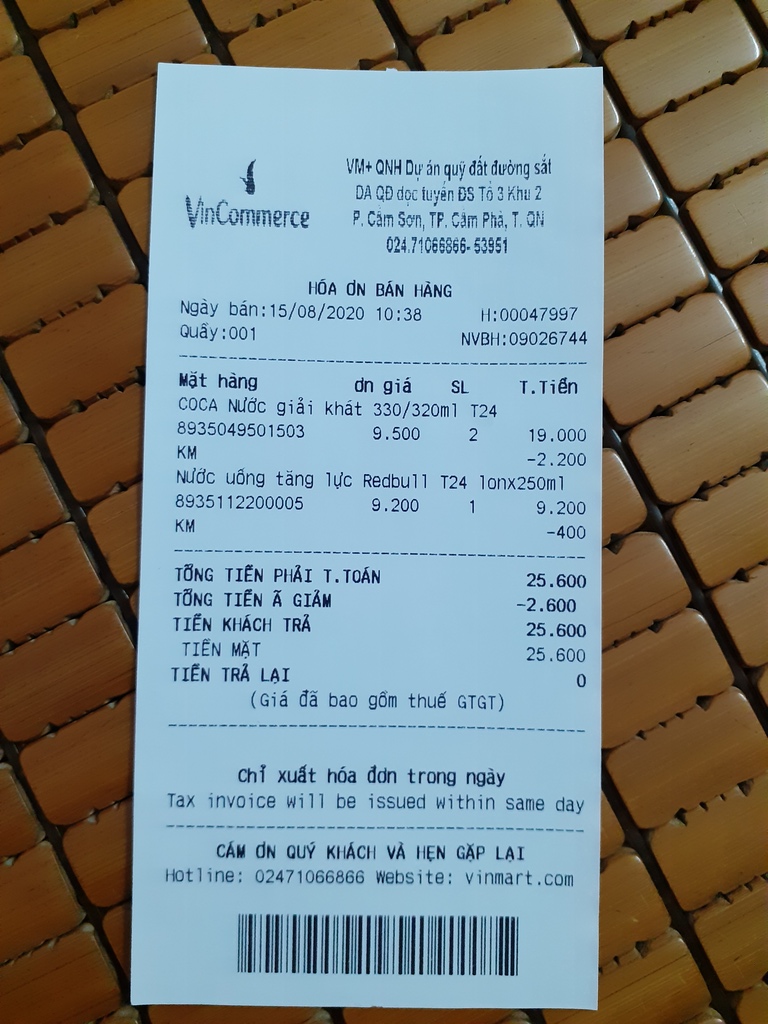 VinCommerce
VM+ QNH Dự án quỹ đất đường sắt
DA QĐ dọc tuyến ĐS Tổ 3 Khu 2
P. Cẩm Sơn, TP. Cẩm Phả, T. QN
024.71066866- 53951
HÓA ƠN BÁN HÀNG
Ngày bán:15/08/2020 10:38 H:00047997
Quầy:001 NVBH:09026744
Mặt hàng ơn giá SL T.Tiền
COCA Nước giải khát 330/320ml T24
8935049501503 9.500 2 19.000
KM -2.200
Nước uống tăng lực Redbull T24 lonx250ml
8935112200005 9.200 1 9.200
KM -400
TỔNG TIỀN PHẢI T.TOÁN 25.600
TỔNG TIỀN Ã GIẢM -2.600
TIỀN KHÁCH TRẢ 25.600
TIỀN MẶT 25.600
TIỀN TRẢ LẠI 0
(Giá đã bao gồm thuế GTGT)
Chỉ xuất hóa đơn trong ngày
Tax invoice will be issued within same day
CÁM ƠN QUÝ KHÁCH VÀ HẸN GẶP LẠI
Hotline: 02471066866 Website: vinmart.com